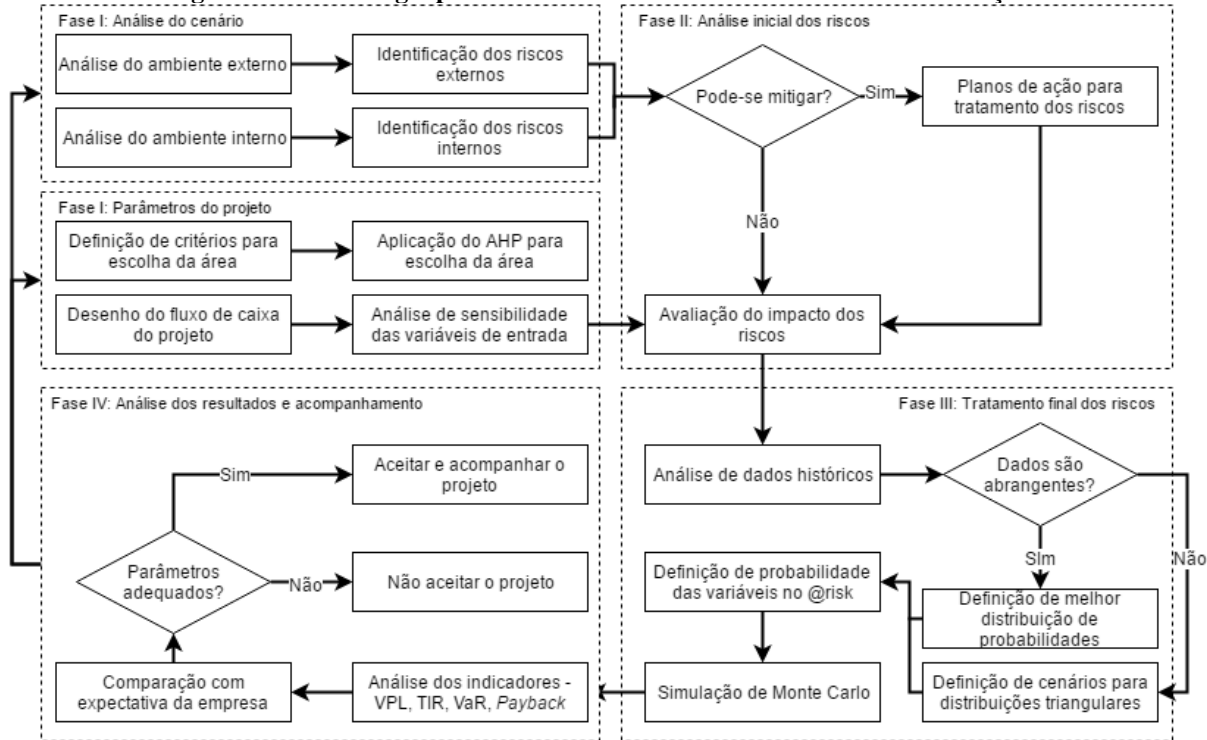 Fase I: Análise do cenário
Análise do ambiente externo
Identificação dos riscos
externos
Análise do ambiente interno
Identificação dos riscos
internos
Fase II: Análise inicial dos riscos
Pode-se mitigar?
Sim
Planos de ação para
tratamento dos riscos
Não
Avaliação do impacto dos
riscos
Fase I: Parâmetros do projeto
Definição de critérios para
escolha da área
Aplicação do AHP para
escolha da área
Desenho do fluxo de caixa
do projeto
Análise de sensibilidade
das variáveis de entrada
Fase III: Tratamento final dos riscos
Análise de dados históricos
Dados são
abrangentes?
SIm
Não
Definição de melhor
distribuição de
probabilidades
Definição de cenários para
distribuições triangulares
Definição de probabilidade
das variáveis no @risk
Simulação de Monte Carlo
Fase IV: Análise dos resultados e acompanhamento
Análise dos indicadores -
VPL, TIR, VaR, Payback
Comparação com
expectativa da empresa
Parâmetros
adequados?
Sim
Aceitar e acompanhar o
projeto
Não
Não aceitar o projeto